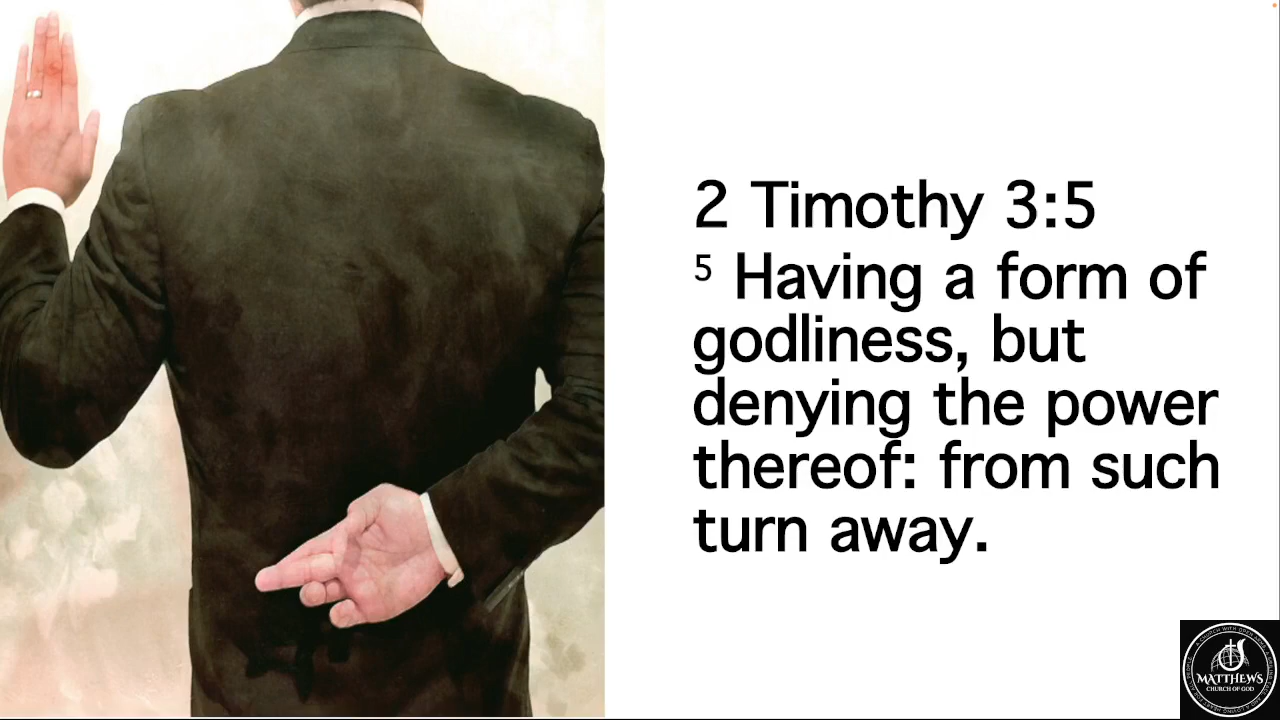 2 Timothy 3:5
5 Having a form of
godliness, but
denying the power
thereof: from such
turn away.
MATTHEWS
CHURCH OF GOD